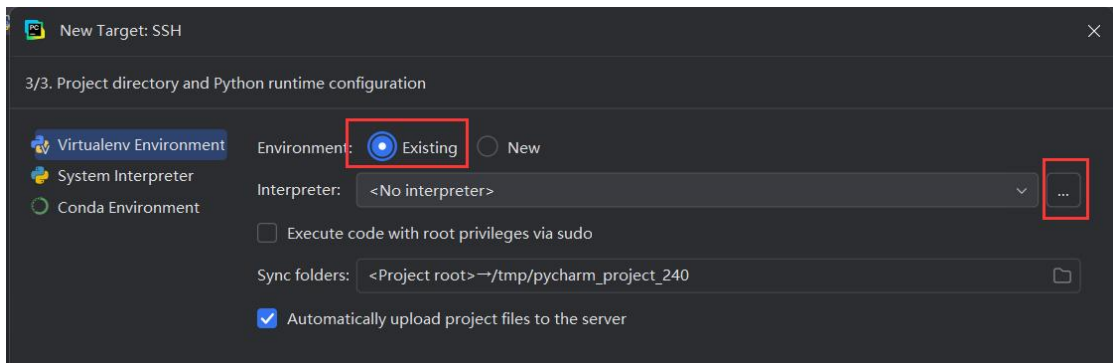 PC
New Target: SSH
3/3. Project directory and Python runtime configuration
Virtualenv Environment
Environment: Existing New
System Interpreter
Interpreter: <No interpreter> ...
Conda Environment
Execute code with root privileges via sudo
Sync folders: <Project root>→/tmp/pycharm_project_240
Automatically upload project files to the server